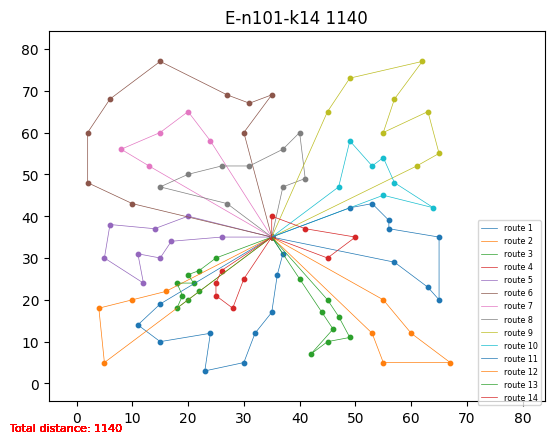 E-n101-k14 1140
80
70
60
50
40
30
20
10
0
0 10 20 30 40 50 60 70 80
route 1
route 2
route 3
route 4
route 5
route 6
route 7
route 8
route 9
route 10
route 11
route 12
route 13
route 14
Total distance: 1140